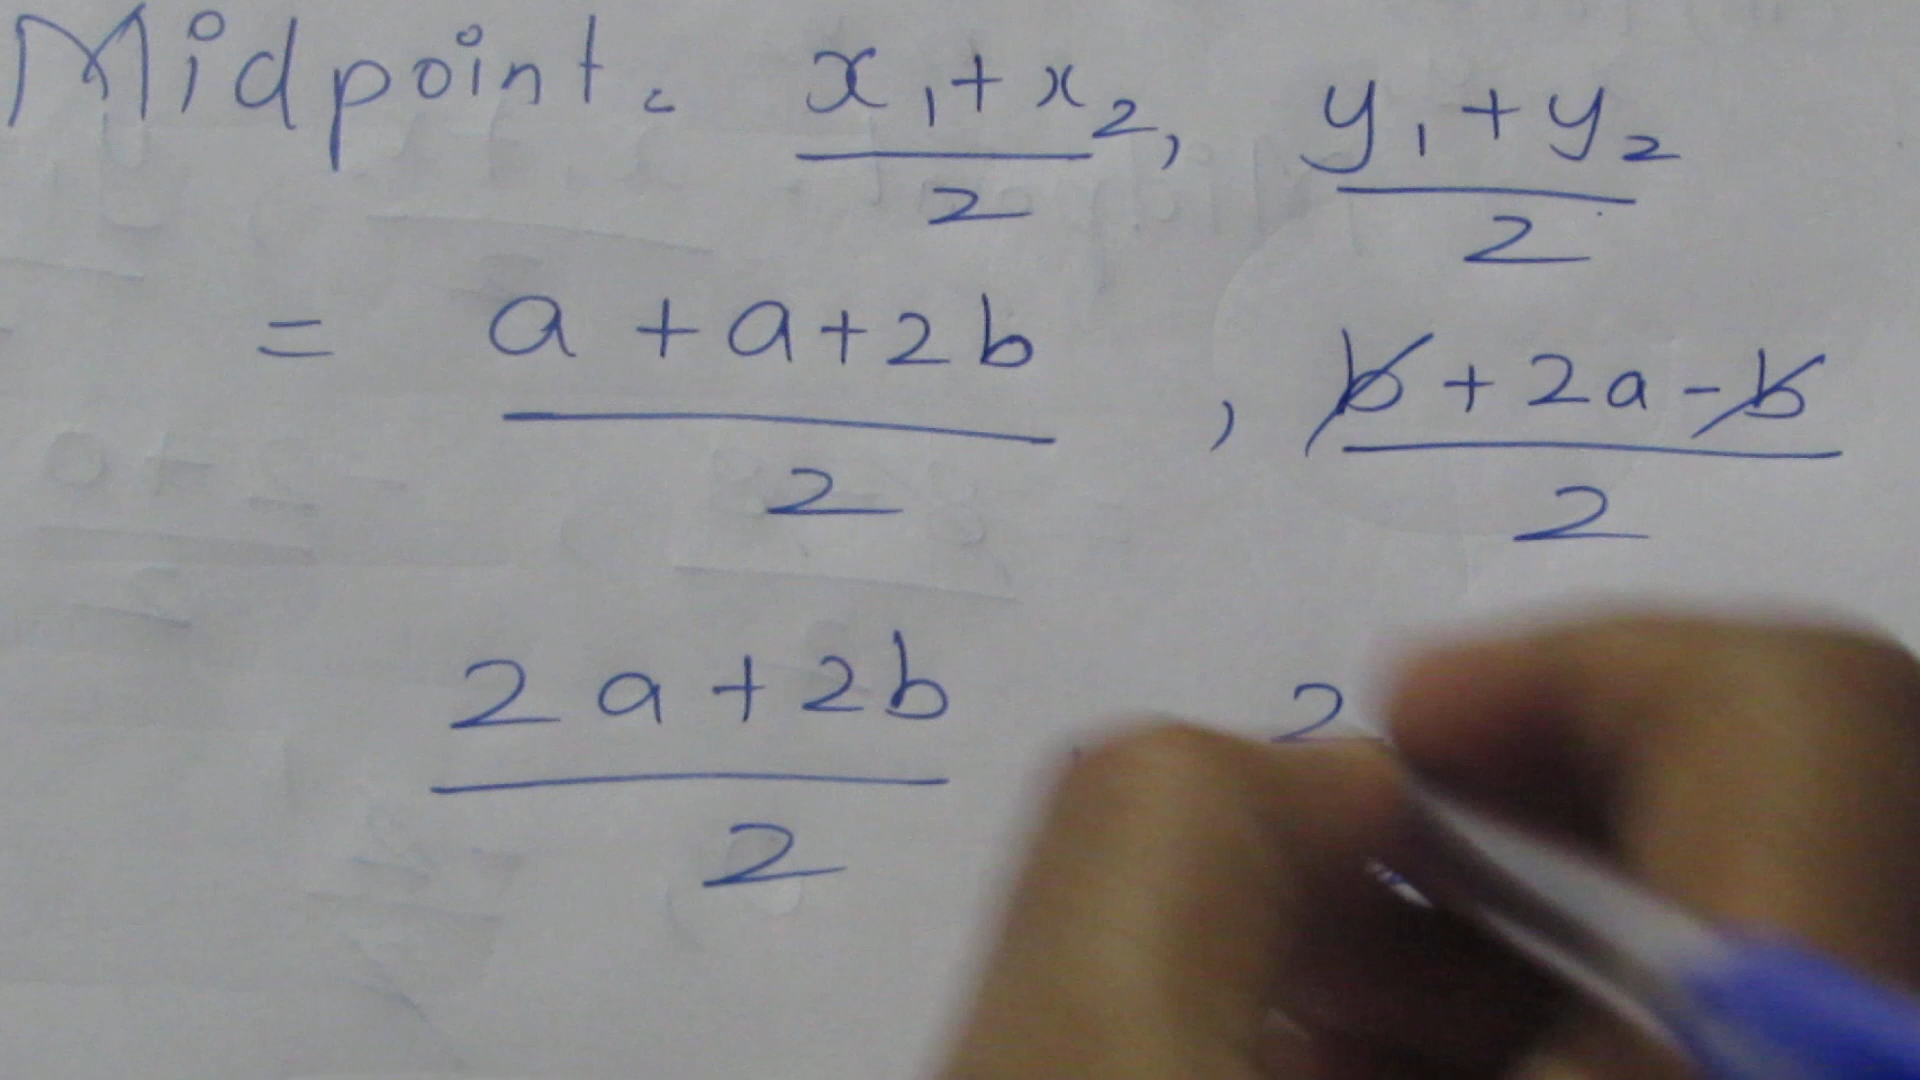 Midpoint = x₁+x₂/2, y₁+y₂/2
= a+a+2b/2, b+2a-b/2
2a+2b/2, 2